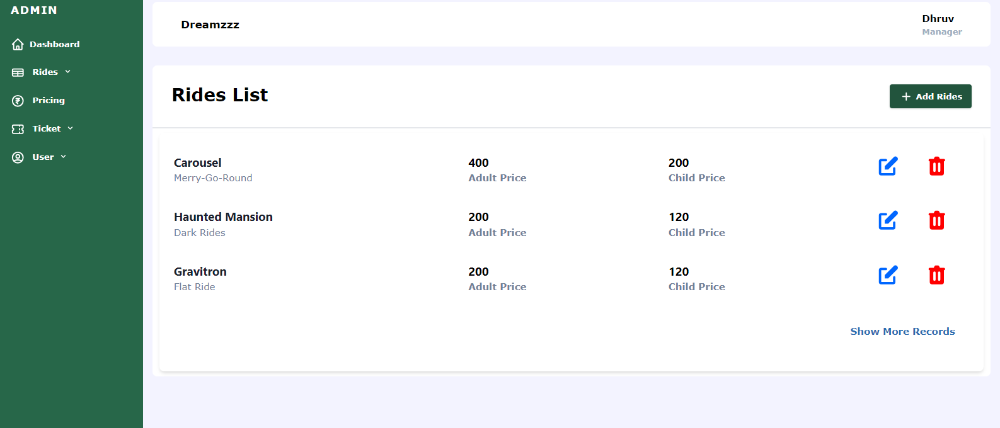 ADMIN
Dashboard
Rides
Pricing
Ticket
User
Dreamzzz
Dhruv
Manager
Rides List
Add Rides
Carousel 400 200
Merry-Go-Round Adult Price Child Price
Haunted Mansion 200 120
Dark Rides Adult Price Child Price
Gravitron 200 120
Flat Ride Adult Price Child Price
Show More Records